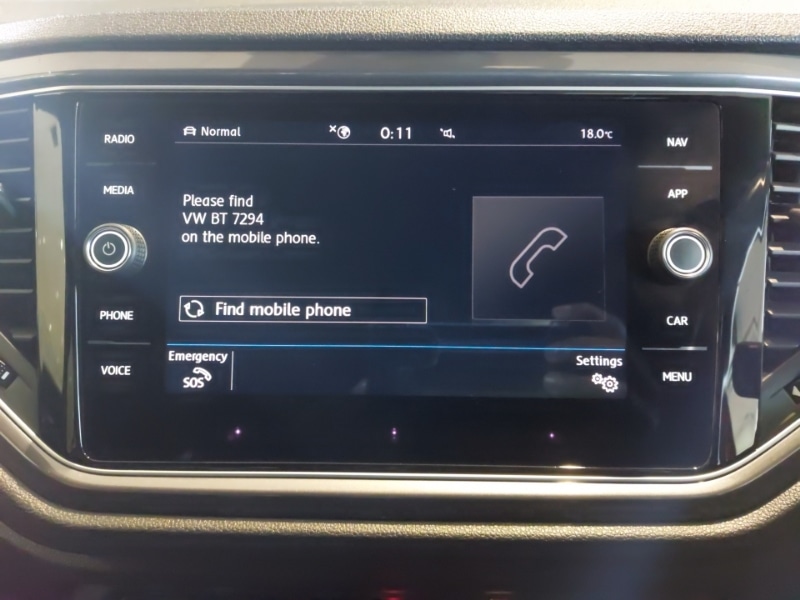 RADIO
MEDIA
PHONE
VOICE
Normal
0:11
18.0°C
Please find
VW BT 7294
on the mobile phone.
Find mobile phone
Emergency
SOS
Settings
NAV
APP
CAR
MENU